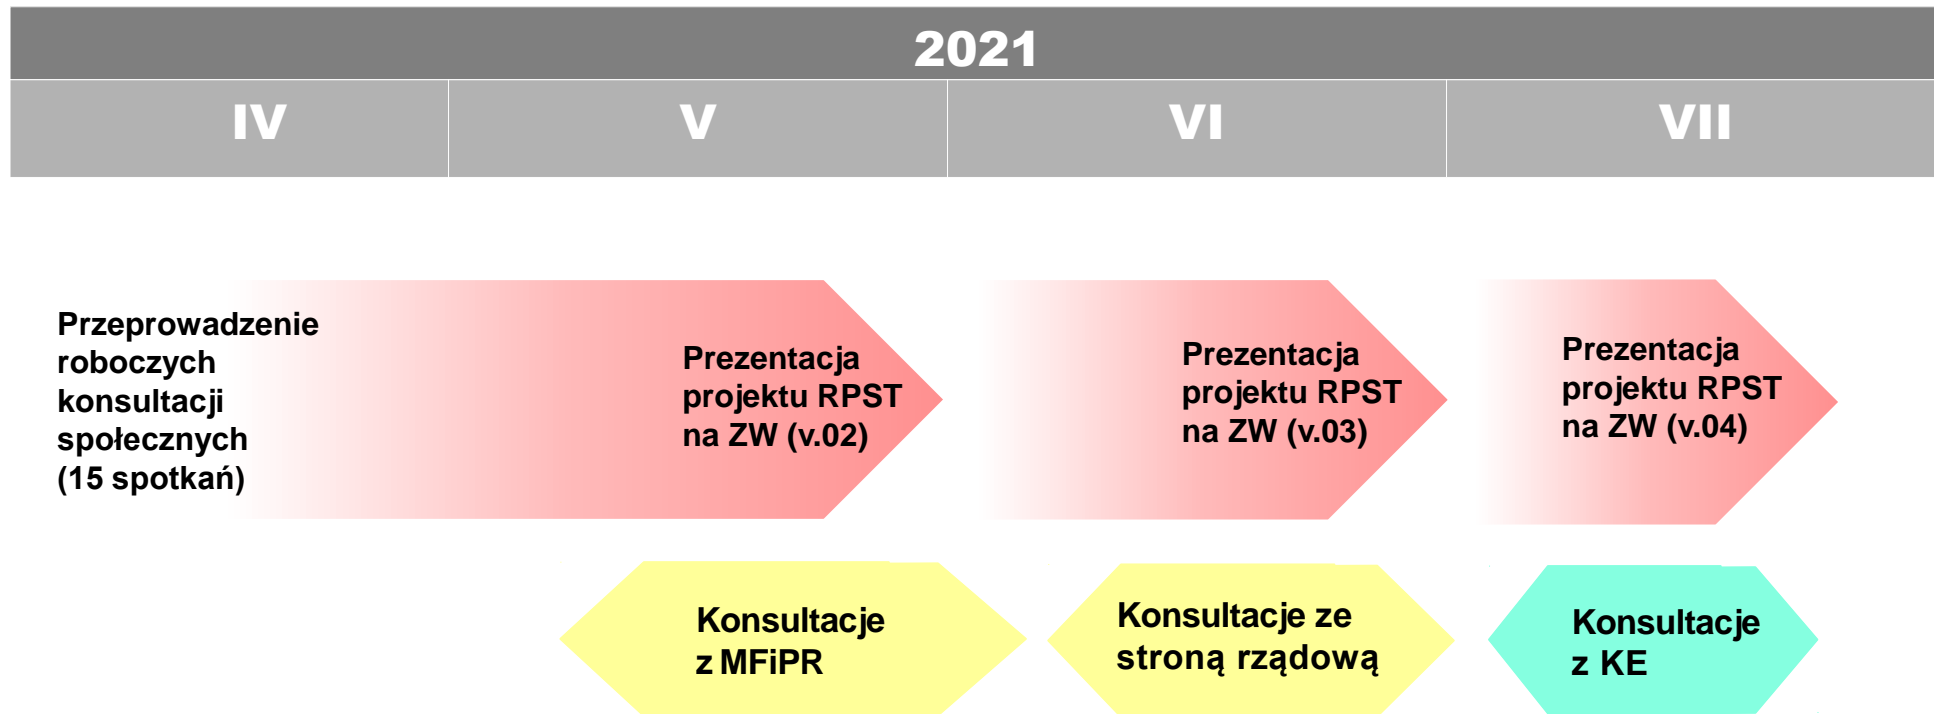 2021
IV
V
VI
VII
Przeprowadzenie
roboczych
konsultacji
społecznych
(15 spotkań)
Prezentacja
projektu RPST
na ZW (v.02)
Prezentacja
projektu RPST
na ZW (v.03)
Prezentacja
projektu RPST
na ZW (v.04)
Konsultacje
z MFiPR
Konsultacje ze
stroną rządową
Konsultacje
z KE